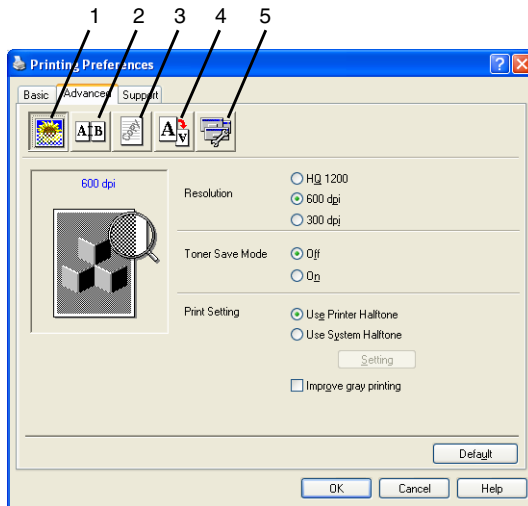 1 2 3 4 5
Printing Preferences
Basic Advanced Support
A B COPY A V
600 dpi
Resolution
HQ 1200
600 dpi
300 dpi
Toner Save Mode
Off
On
Print Setting
Use Printer Halftone
Use System Halftone
Setting
Improve gray printing
Default
OK Cancel Help